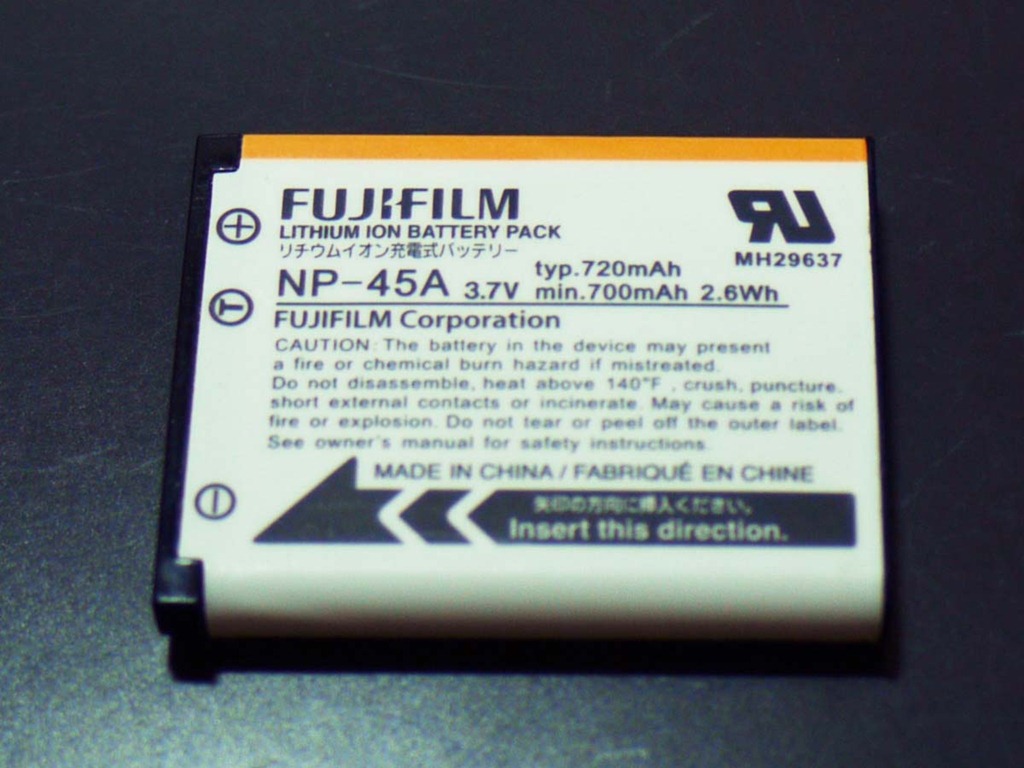 FUJIFILM
LITHIUM ION BATTERY PACK
リチウムイオン充電式バッテリー
NP-45A 3.7V typ.720mAh min.700mAh 2.6Wh
RU
MH29637
FUJIFILM Corporation
CAUTION: The battery in the device may present
a fire or chemical burn hazard if mistreated.
Do not disassemble, heat above 140°F , crush, puncture,
short external contacts or incinerate. May cause a risk of
fire or explosion. Do not tear or peel off the outer label.
See owner's manual for safety instructions.
MADE IN CHINA / FABRIQUÉ EN CHINE
矢印の方向に挿入ください。
Insert this direction.
⊕
T
⊖